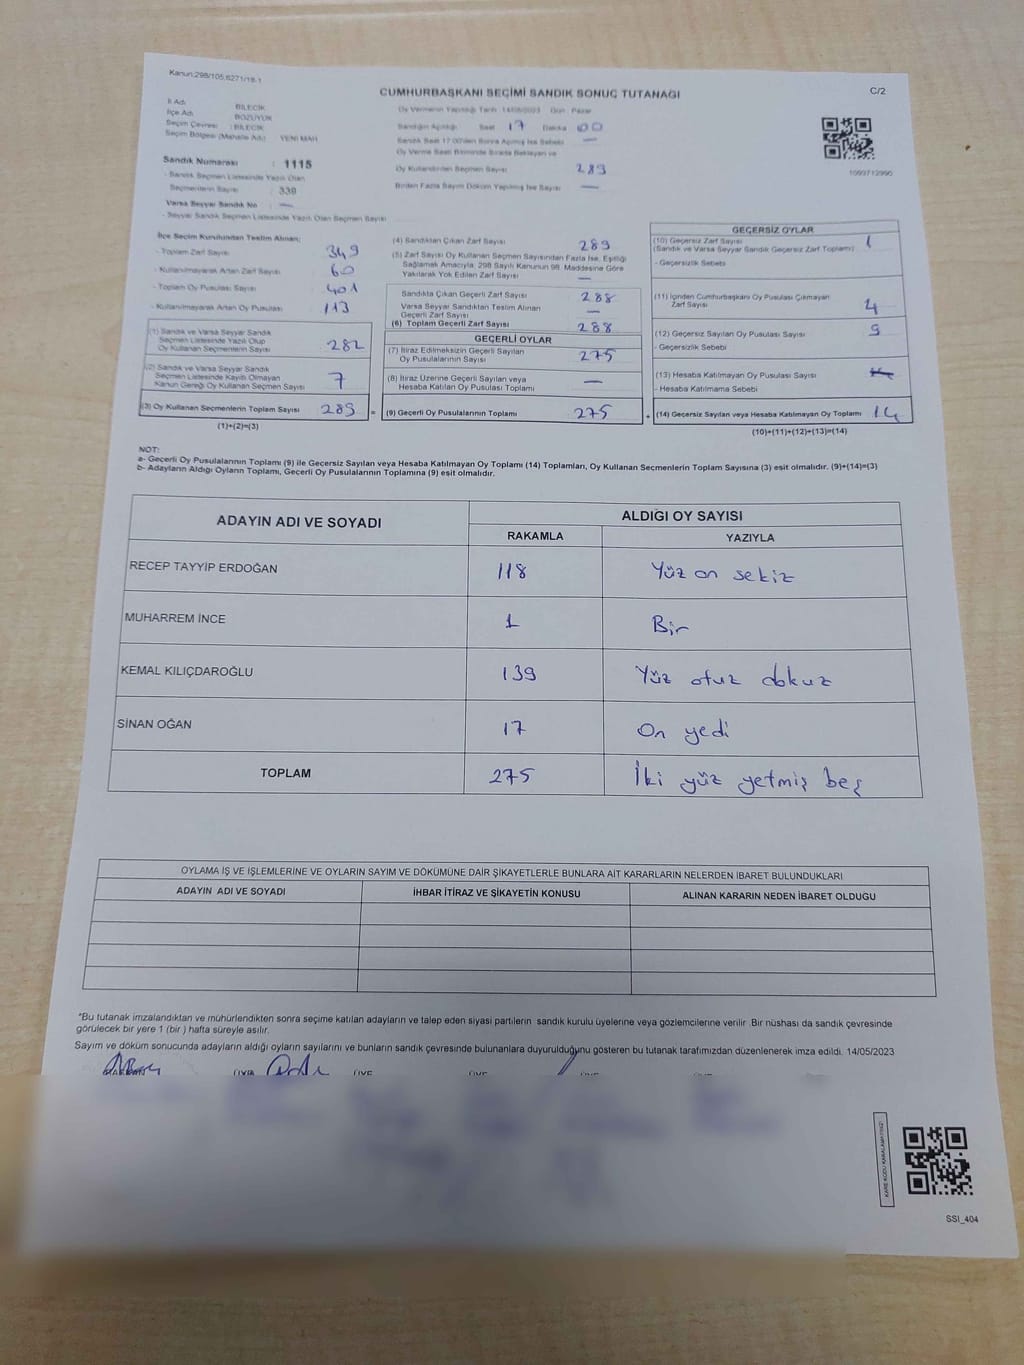 Kanun:298/105,6271/19-1
CUMHURBAŞKANI SEÇİMİ SANDIK SONUÇ TUTANAĞI
C/2
İl Adı : BİLECİK
İlçe Adı : BOZÜYÜK
Seçim Çevresi : BİLECİK
Seçim Bölgesi (Mahalle Adı) : YENİ MAH
Oy Vermenin Yapıldığı Tarih : 14/05/2023 Gün : Pazar
Sandığın Açıldığı Saat 17 Dakika 00
Sandık Saat 17:00'den Sonra Açılmış İse Sebebi —
Oy Verme Saati Bitiminde Sırada Bekleyen ve
Oy Kullandırılan Seçmen Sayısı 289
Birden Fazla Sayım Döküm Yapılmış İse Sayısı —
1099712990
Sandık Numarası : 1115
- Sandık Seçmen Listesinde Yazılı Olan
Seçmenlerin Sayısı : 339
Varsa Seyyar Sandık No : —
- Seyyar Sandık Seçmen Listesinde Yazılı Olan Seçmen Sayısı
İlçe Seçim Kurulundan Teslim Alınan;
- Toplam Zarf Sayısı 349
- Kullanılmayarak Artan Zarf Sayısı 60
- Toplam Oy Pusulası 401
- Kullanılmayarak Artan Oy Pusulası 113
(1) Sandık ve Varsa Seyyar Sandık
Seçmen Listesinde Yazılı Olup
Oy Kullanan Seçmenlerin Sayısı 282
(2) Sandık ve Varsa Seyyar Sandık
Seçmen Listesinde Kayıtlı Olmayan
Kanun Gereği Oy Kullanan Seçmen Sayısı 7
(3) Oy Kullanan Seçmenlerin Toplam Sayısı 289 =
(1)+(2)=(3)
(4) Sandıktan Çıkan Zarf Sayısı 289
(5) Zarf Sayısı Oy Kullanan Seçmen Sayısından Fazla İse, Eşitliği
Sağlamak Amacıyla, 298 Sayılı Kanunun 98. Maddesine Göre
Yakılarak Yok Edilen Zarf Sayısı —
Sandıkta Çıkan Geçerli Zarf Sayısı 288
Varsa Seyyar Sandıktan Teslim Alınan
Geçerli Zarf Sayısı —
(6) Toplam Geçerli Zarf Sayısı 288
GEÇERLİ OYLAR
(7) İtiraz Edilmeksizin Geçerli Sayılan
Oy Pusulalarının Sayısı 275
(8) İtiraz Üzerine Geçerli Sayılan veya
Hesaba Katılan Oy Pusulası Toplamı —
(9) Geçerli Oy Pusulalarının Toplamı 275 +
GEÇERSİZ OYLAR
(10) Geçersiz Zarf Sayısı 1
(Sandık ve Varsa Seyyar Sandık Geçersiz Zarf Toplamı)
- Geçersizlik Sebebi
(11) İçinden Cumhurbaşkanı Oy Pusulası Çıkmayan
Zarf Sayısı 4
(12) Geçersiz Sayılan Oy Pusulası Sayısı 9
- Geçersizlik Sebebi
(13) Hesaba Katılmayan Oy Pusulası Sayısı
- Hesaba Katılmama Sebebi
(14) Geçersiz Sayılan veya Hesaba Katılmayan Oy Toplamı 14
(10)+(11)+(12)+(13)=(14)
NOT:
a- Geçerli Oy Pusulalarının Toplamı (9) ile Geçersiz Sayılan veya Hesaba Katılmayan Oy Toplamı (14) Toplamları, Oy Kullanan Seçmenlerin Toplam Sayısına (3) eşit olmalıdır. (9)+(14)=(3)
b- Adayların Aldığı Oyların Toplamı, Geçerli Oy Pusulalarının Toplamına (9) eşit olmalıdır.
ADAYIN ADI VE SOYADI
ALDIĞI OY SAYISI
RAKAMLA YAZIYLA
RECEP TAYYİP ERDOĞAN 118 Yüz on sekiz
MUHARREM İNCE 1 Bir
KEMAL KILIÇDAROĞLU 139 Yüz otuz dokuz
SİNAN OĞAN 17 On yedi
TOPLAM 275 İki yüz yetmiş beş
OYLAMA İŞ VE İŞLEMLERİNE VE OYLARIN SAYIM VE DÖKÜMÜNE DAİR ŞİKAYETLERLE BUNLARA AİT KARARLARIN NELERDEN İBARET BULUNDUKLARI
ADAYIN ADI VE SOYADI İHBAR İTİRAZ VE ŞİKAYETİN KONUSU ALINAN KARARIN NEDEN İBARET OLDUĞU
*Bu tutanak imzalandıktan ve mühürlendikten sonra seçime katılan adayların ve talep eden siyasi partilerin sandık kurulu üyelerine veya gözlemcilerine verilir .Bir nüshası da sandık çevresinde
görülecek bir yere 1 (bir ) hafta süreyle asılır.
Sayım ve döküm sonucunda adayların aldığı oyların sayılarını ve bunların sandık çevresinde bulunanlara duyurulduğunu gösteren bu tutanak tarafımızdan düzenlenerek imza edildi. 14/05/2023
SSİ_404